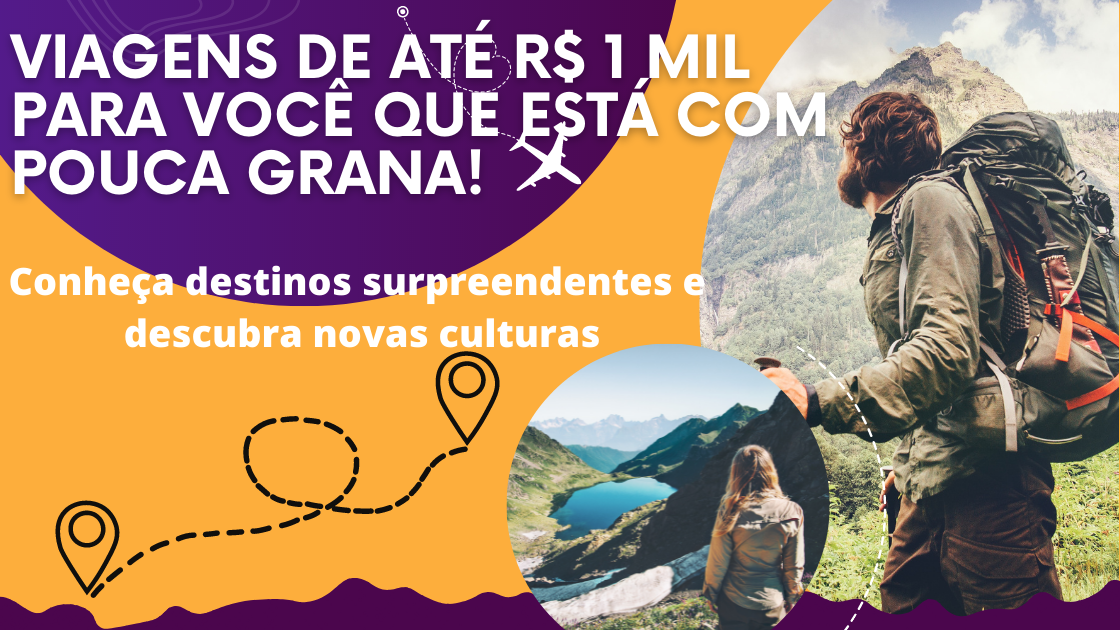 VIAGENS DE ATÉ R$ 1 MIL
PARA VOCÊ QUE ESTÁ COM
POUCA GRANA!
Conheça destinos surpreendentes e
descubra novas culturas